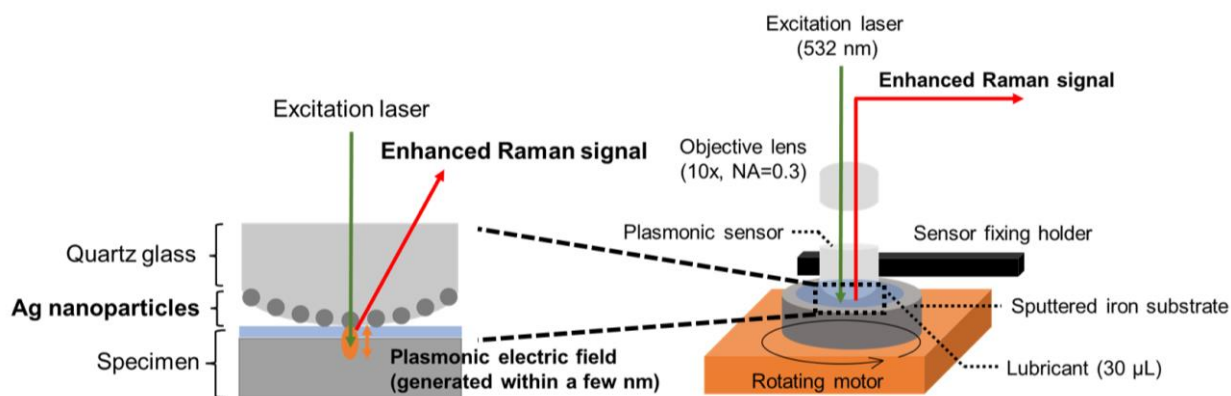 Excitation laser
Enhanced Raman signal
Quartz glass
Ag nanoparticles
Specimen
Plasmonic electric field
(generated within a few nm)
Excitation laser
(532 nm)
Enhanced Raman signal
Objective lens
(10x, NA=0.3)
Plasmonic sensor
Sensor fixing holder
Sputtered iron substrate
Lubricant (30 µL)
Rotating motor